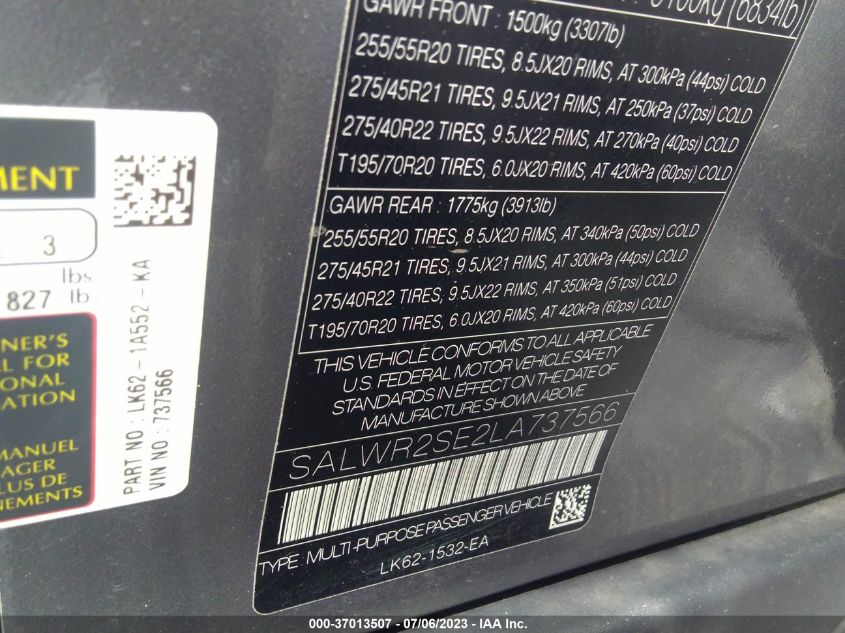 (6834lb)
GAWR FRONT : 1500kg (3307lb)
255/55R20 TIRES, 8.5JX20 RIMS, AT 300kPa (44psi) COLD
275/45R21 TIRES, 9.5JX21 RIMS, AT 250kPa (37psi) COLD
275/40R22 TIRES, 9.5JX22 RIMS, AT 270kPa (40psi) COLD
T195/70R20 TIRES, 6.0JX20 RIMS, AT 420kPa (60psi) COLD
GAWR REAR : 1775kg (3913lb)
255/55R20 TIRES, 8.5JX20 RIMS, AT 340kPa (50psi) COLD
275/45R21 TIRES, 9.5JX21 RIMS, AT 300kPa (44psi) COLD
275/40R22 TIRES, 9.5JX22 RIMS, AT 350kPa (51psi) COLD
T195/70R20 TIRES, 6.0JX20 RIMS, AT 420kPa (60psi) COLD
THIS VEHICLE CONFORMS TO ALL APPLICABLE
U.S. FEDERAL MOTOR VEHICLE SAFETY
STANDARDS IN EFFECT ON THE DATE OF
MANUFACTURE SHOWN ABOVE
SALWR2SE2LA737566
TYPE: MULTI-PURPOSE PASSENGER VEHICLE
LK62-1532-EA
MENT
3
lbs
827 lb.
NER'S
AL FOR
IONAL
ATION
MANUEL
AGER
LUS DE
NEMENTS
PART NO : LK62 - 1A552 - KA
VIN NO : 737566
000-37013507 - 07/06/2023 - IAA Inc.